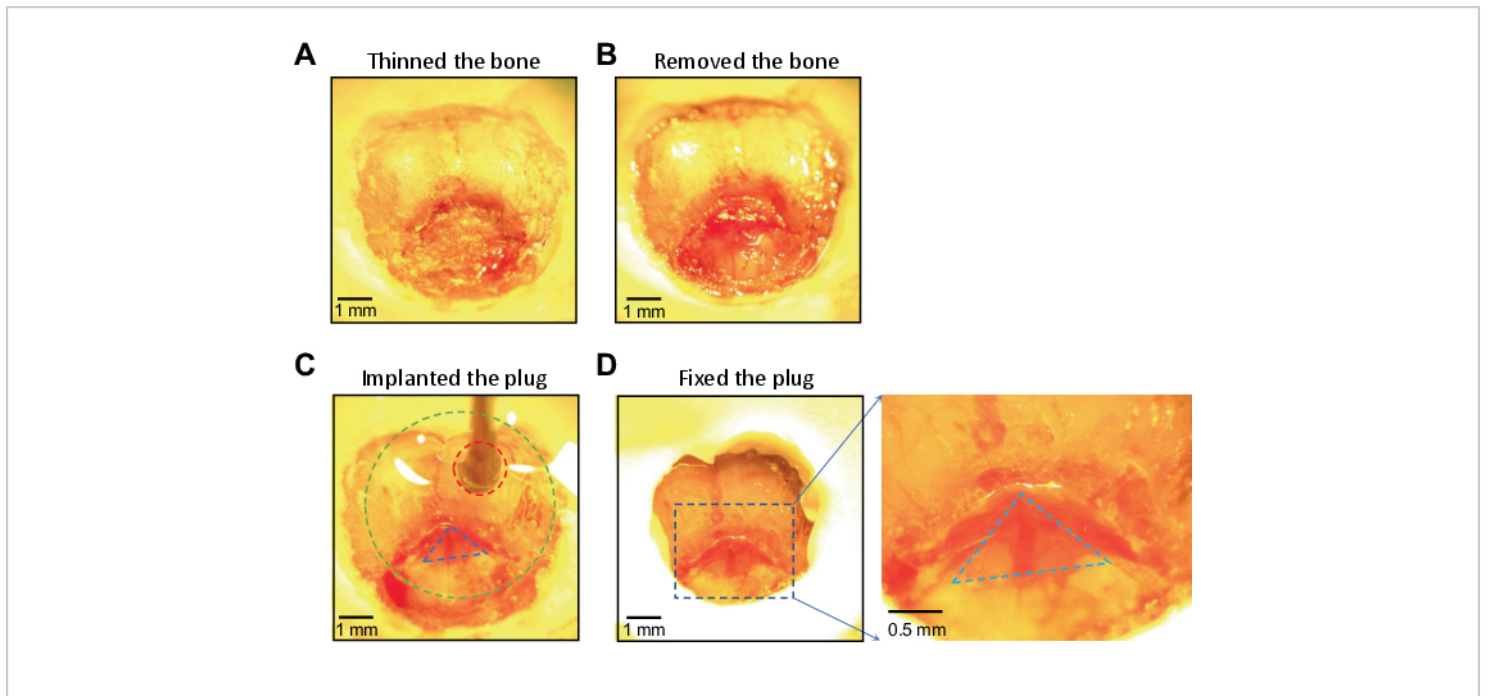 A
Thinned the bone
1 mm
B
Removed the bone
1 mm
C
Implanted the plug
1 mm
D
Fixed the plug
1 mm
0.5 mm